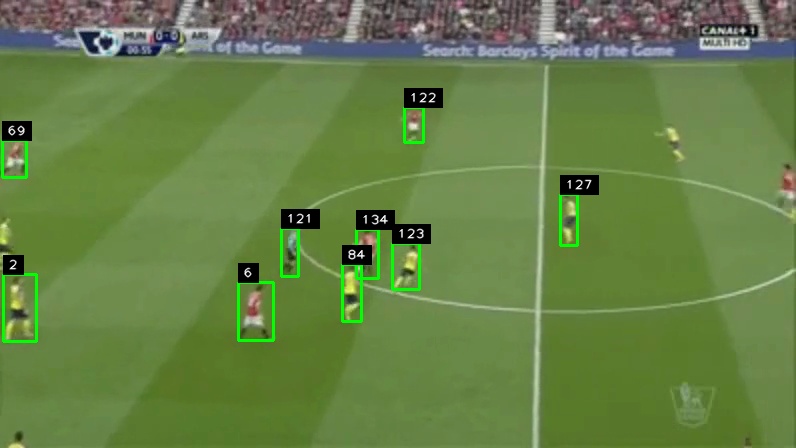 Search: Barclays Spirit of the Game
MUN 0-0 ARS
00:55
it of the Game
CANAL+ 1
MULTI HD
122
69
127
121
134
123
84
2
6